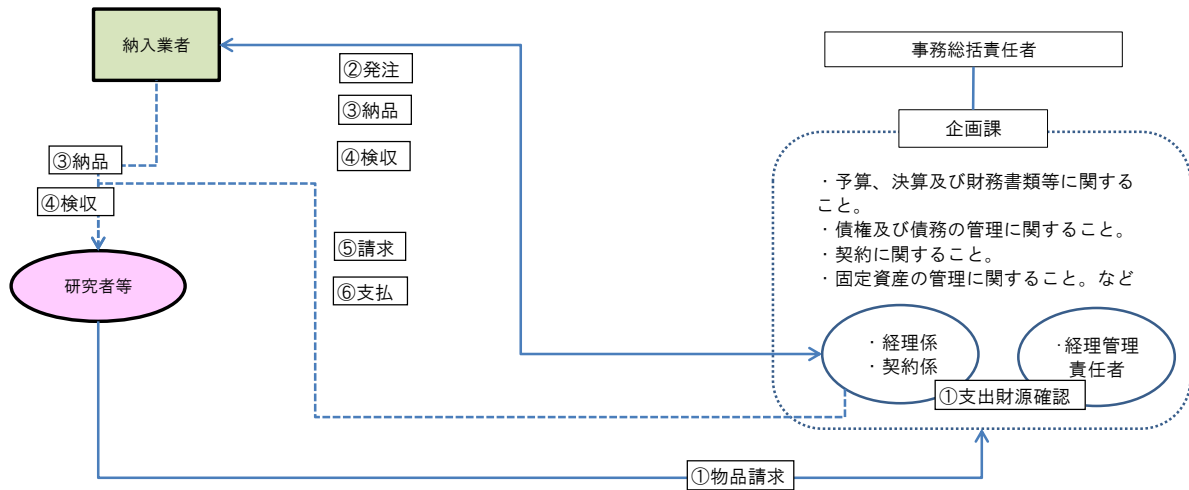 納入業者
②発注
③納品
④検収
③納品
④検収
研究者等
⑤請求
⑥支払
事務総括責任者
企画課
・予算、決算及び財務書類等に関する
こと。
・債権及び債務の管理に関すること。
・契約に関すること。
・固定資産の管理に関すること。など
・経理係
・契約係
・経理管理
責任者
①支出財源確認
①物品請求